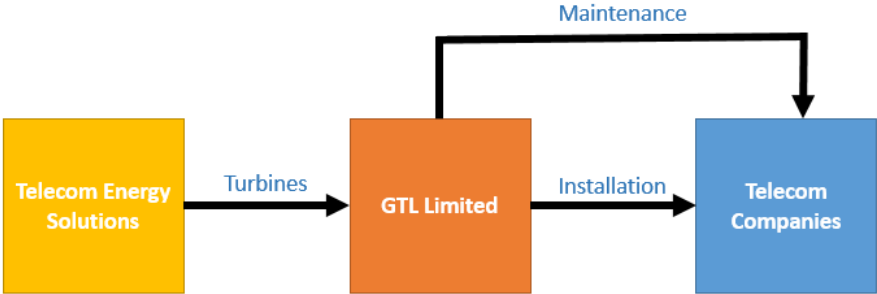 Maintenance
Telecom Energy
Solutions
Turbines
GTL Limited
Installation
Telecom
Companies